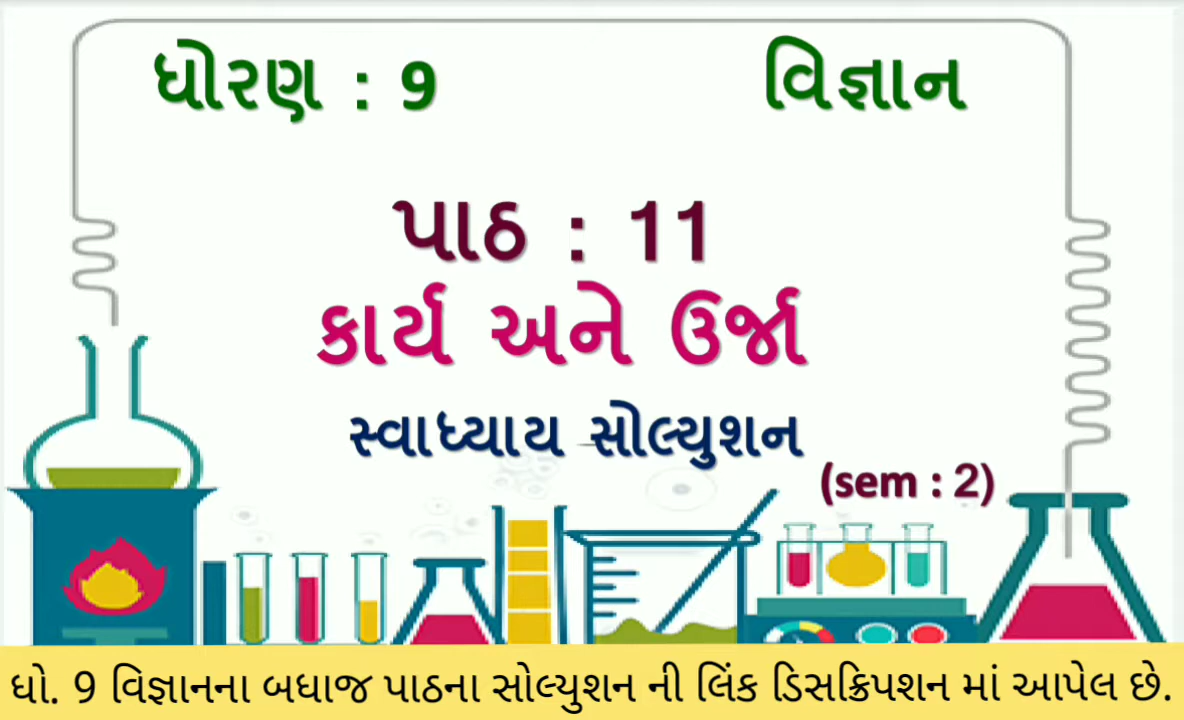 ધોરણ : 9 વિજ્ઞાન
પાઠ : 11
કાર્ય અને ઉર્જા
સ્વાધ્યાય સોલ્યુશન
(sem : 2)
ધો. 9 વિજ્ઞાનના બધાજ પાઠના સોલ્યુશન ની લિંક ડિસક્રિપશન માં આપેલ છે.